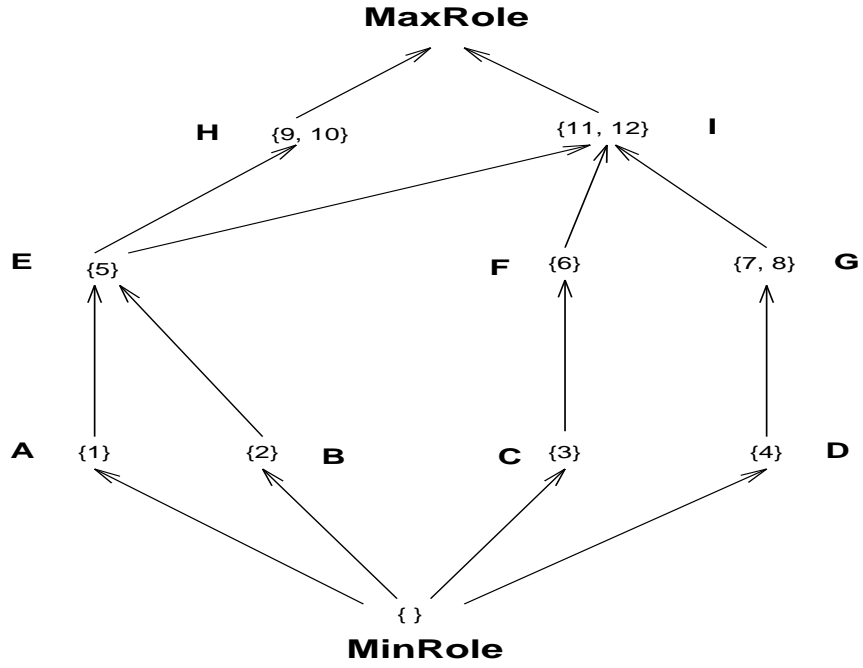 MaxRole
H {9, 10} {11, 12} I
E {5} F {6} {7, 8} G
A {1} {2} B C {3} {4} D
{ }
MinRole